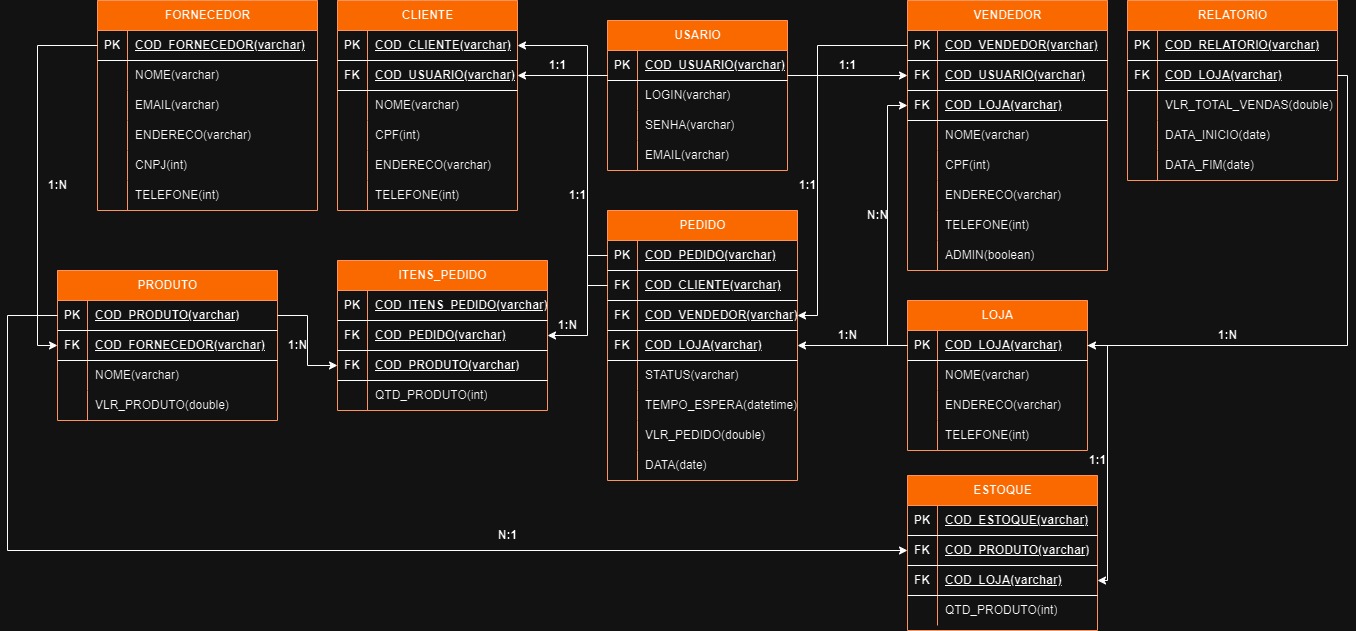 FORNECEDOR
PK COD_FORNECEDOR(varchar)
NOME(varchar)
EMAIL(varchar)
ENDERECO(varchar)
CNPJ(int)
TELEFONE(int)
CLIENTE
PK COD_CLIENTE(varchar)
FK COD_USUARIO(varchar)
NOME(varchar)
CPF(int)
ENDERECO(varchar)
TELEFONE(int)
1:1
USARIO
PK COD_USUARIO(varchar)
LOGIN(varchar)
SENHA(varchar)
EMAIL(varchar)
1:1
VENDEDOR
PK COD_VENDEDOR(varchar)
FK COD_USUARIO(varchar)
FK COD_LOJA(varchar)
NOME(varchar)
CPF(int)
ENDERECO(varchar)
TELEFONE(int)
ADMIN(boolean)
RELATORIO
PK COD_RELATORIO(varchar)
FK COD_LOJA(varchar)
VLR_TOTAL_VENDAS(double)
DATA_INICIO(date)
DATA_FIM(date)
1:N
1:1
1:1
N:N
PRODUTO
PK COD_PRODUTO(varchar)
FK COD_FORNECEDOR(varchar)
NOME(varchar)
VLR_PRODUTO(double)
1:N
ITENS_PEDIDO
PK COD_ITENS_PEDIDO(varchar)
FK COD_PEDIDO(varchar)
FK COD_PRODUTO(varchar)
QTD_PRODUTO(int)
1:N
PEDIDO
PK COD_PEDIDO(varchar)
FK COD_CLIENTE(varchar)
FK COD_VENDEDOR(varchar)
FK COD_LOJA(varchar)
STATUS(varchar)
TEMPO_ESPERA(datetime)
VLR_PEDIDO(double)
DATA(date)
1:N
LOJA
PK COD_LOJA(varchar)
NOME(varchar)
ENDERECO(varchar)
TELEFONE(int)
1:N
1:1
N:1
ESTOQUE
PK COD_ESTOQUE(varchar)
FK COD_PRODUTO(varchar)
FK COD_LOJA(varchar)
QTD_PRODUTO(int)